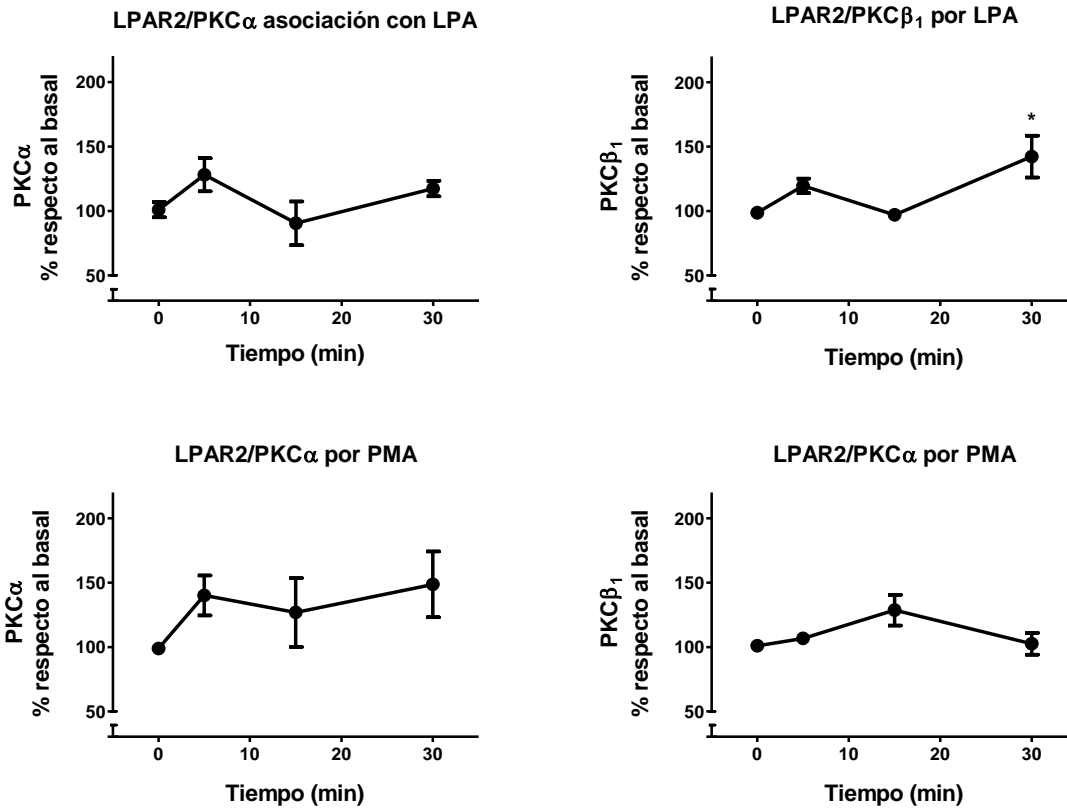 LPAR2/PKCα asociación con LPA
PKCα
% respecto al basal
200
150
100
50
0
10
20
30
Tiempo (min)
LPAR2/PKCβ₁ por LPA
PKCβ₁
% respecto al basal
200
150
100
50
*
0
10
20
30
Tiempo (min)
LPAR2/PKCα por PMA
PKCα
% respecto al basal
200
150
100
50
0
10
20
30
Tiempo (min)
LPAR2/PKCα por PMA
PKCβ₁
% respecto al basal
200
150
100
50
0
10
20
30
Tiempo (min)